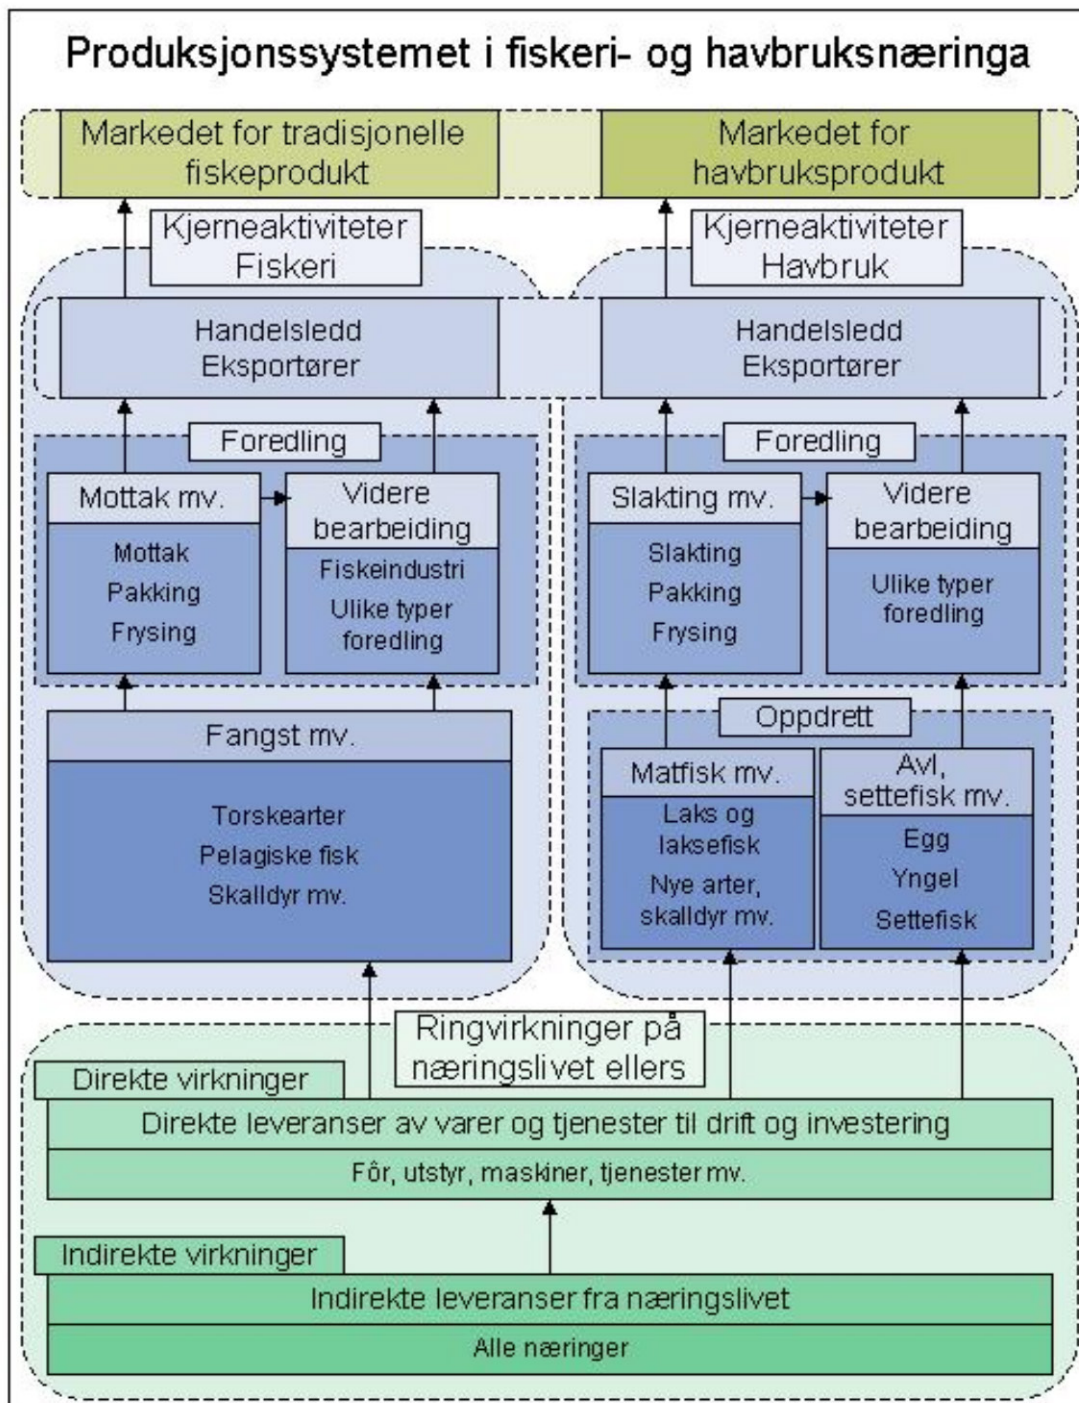 Produksjonssystemet i fiskeri- og havbruksnæringa
Markedet for tradisjonelle
fiskeprodukt
Markedet for
havbruksprodukt
Kjerneaktiviteter
Fiskeri
Kjerneaktiviteter
Havbruk
Handelsledd
Eksportører
Handelsledd
Eksportører
Foredling
Mottak mv.
Mottak
Pakking
Frysing
Videre
bearbeiding
Fiskeindustri
Ulike typer
foredling
Foredling
Slakting mv.
Slakting
Pakking
Frysing
Videre
bearbeiding
Ulike typer
foredling
Fangst mv.
Torskearter
Pelagiske fisk
Skalldyr mv.
Oppdrett
Matfisk mv.
Laks og
laksefisk
Nye arter,
skalldyr mv.
Avl,
settefisk mv.
Egg
Yngel
Settefisk
Ringvirkninger på
næringslivet ellers
Direkte virkninger
Direkte leveranser av varer og tjenester til drift og investering
Fôr, utstyr, maskiner, tjenester mv.
Indirekte virkninger
Indirekte leveranser fra næringslivet
Alle næringer